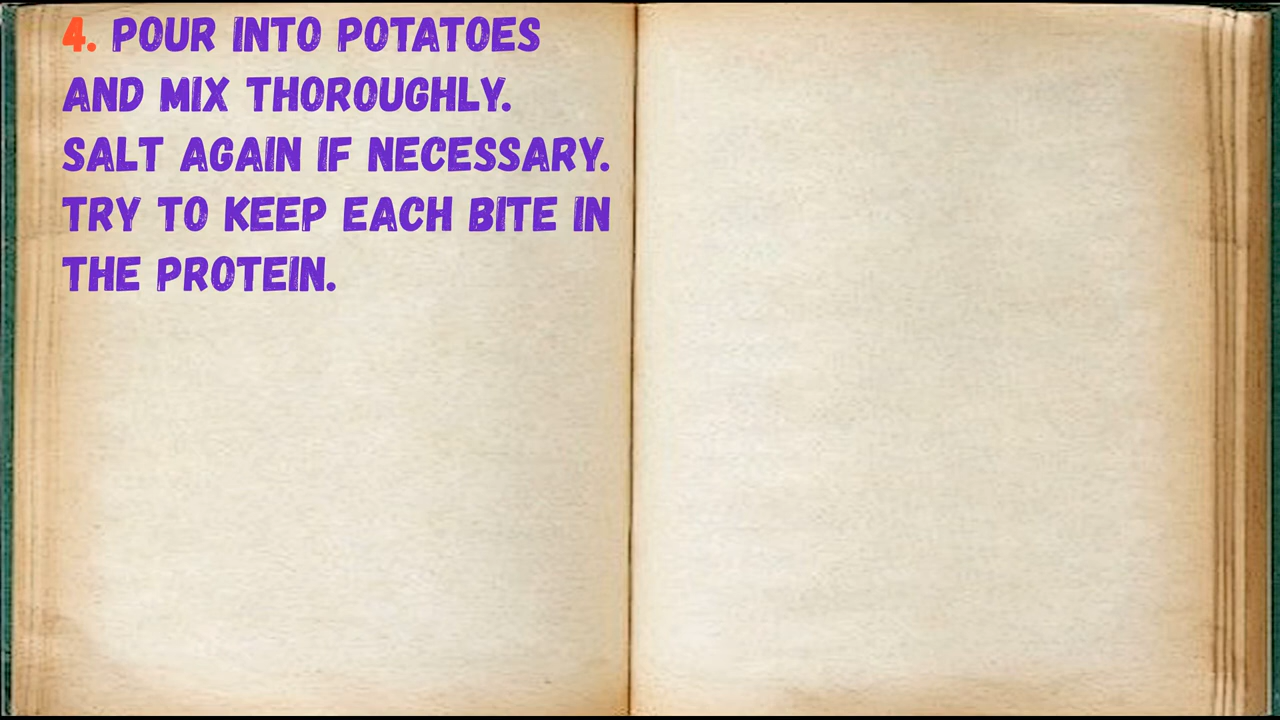 4. POUR INTO POTATOES
AND MIX THOROUGHLY.
SALT AGAIN IF NECESSARY.
TRY TO KEEP EACH BITE IN
THE PROTEIN.